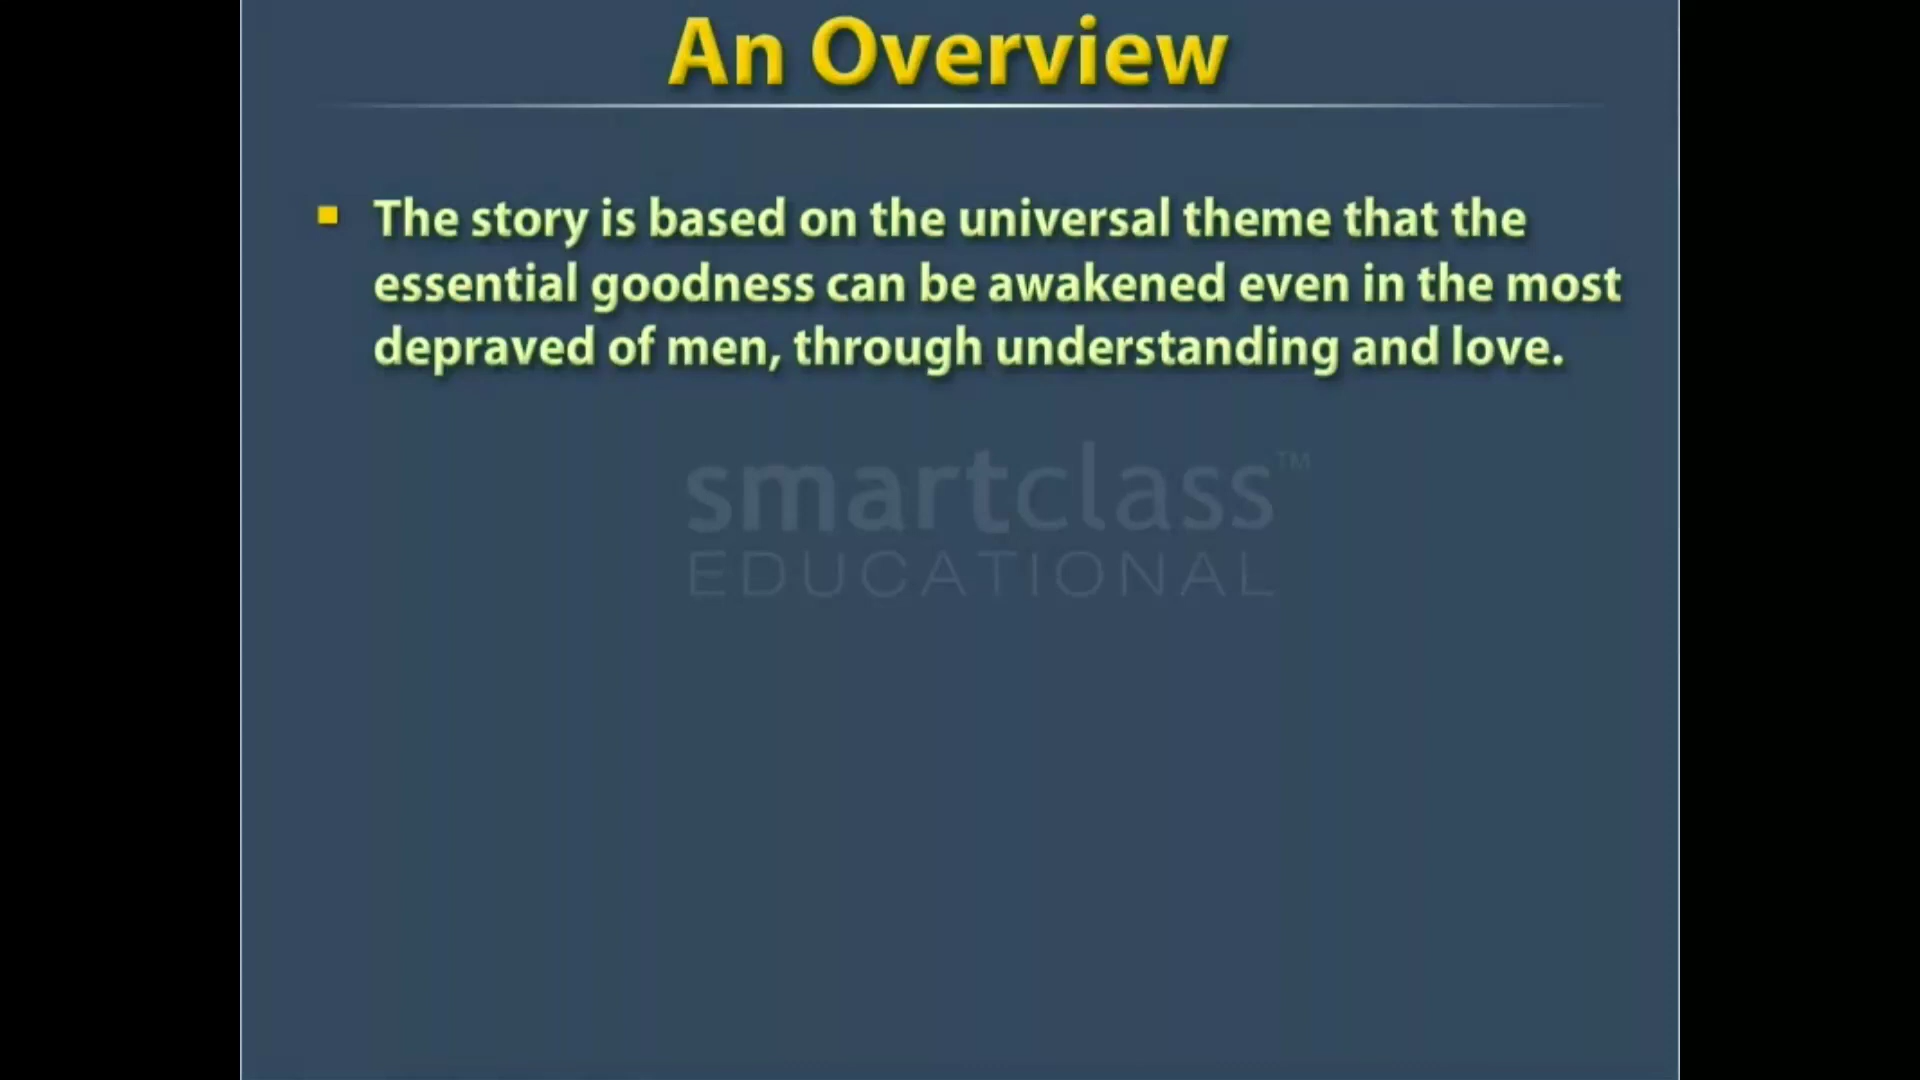 An Overview
The story is based on the universal theme that the
essential goodness can be awakened even in the most
depraved of men, through understanding and love.
smartclass™
EDUCATIONAL